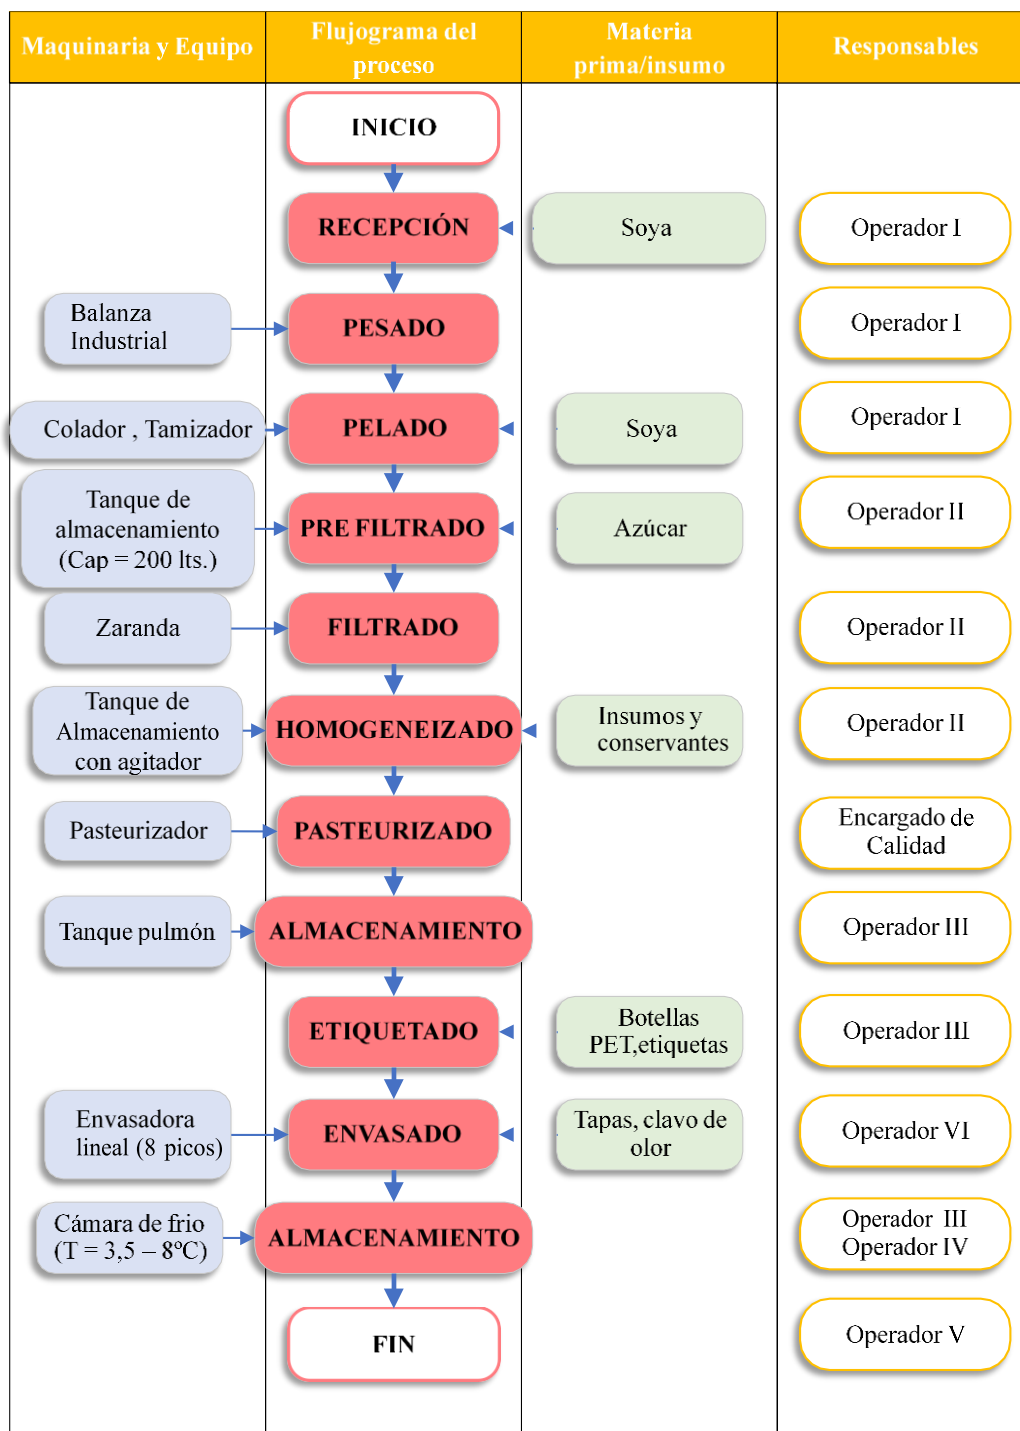 Maquinaria y Equipo
Flujograma del
proceso
Materia
prima/insumo
Responsables
INICIO
RECEPCIÓN
Soya
Operador I
Balanza
Industrial
PESADO
Operador I
Colador , Tamizador
PELADO
Soya
Operador I
Tanque de
almacenamiento
(Cap = 200 lts.)
PRE FILTRADO
Azúcar
Operador II
Zaranda
FILTRADO
Operador II
Tanque de
Almacenamiento
con agitador
HOMOGENEIZADO
Insumos y
conservantes
Operador II
Pasteurizador
PASTEURIZADO
Encargado de
Calidad
Tanque pulmón
ALMACENAMIENTO
Operador III
ETIQUETADO
Botellas
PET,etiquetas
Operador III
Envasadora
lineal (8 picos)
ENVASADO
Tapas, clavo de
olor
Operador VI
Cámara de frio
(T = 3,5 – 8ºC)
ALMACENAMIENTO
Operador III
Operador IV
FIN
Operador V